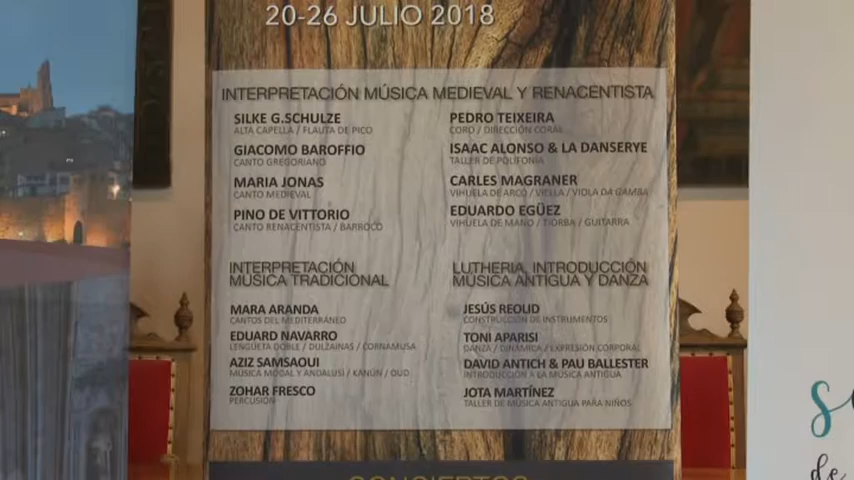 20-26 JULIO 2018
INTERPRETACIÓN MÚSICA MEDIEVAL Y RENACENTISTA
SILKE G.SCHULZE
ALTA CAPELLA / FLAUTA DE PICO
GIACOMO BAROFFIO
CANTO GREGORIANO
MARIA JONAS
CANTO MEDIEVAL
PINO DE VITTORIO
CANTO RENACENTISTA / BARROCO
PEDRO TEIXEIRA
CORO / DIRECCIÓN CORAL
ISAAC ALONSO & LA DANSERYE
TALLER DE POLIFONÍA
CARLES MAGRANER
VIHUELA DE ARCO / VIELLA / VIOLA DA GAMBA
EDUARDO EGÜEZ
VIHUELA DE MANO / TIORBA / GUITARRA
INTERPRETACIÓN
MÚSICA TRADICIONAL
MARA ARANDA
CANTOS DEL MEDITERRÁNEO
EDUARD NAVARRO
LENGÜETA DOBLE / DULZAINAS / CORNAMUSA
AZIZ SAMSAOUI
MÚSICA MODAL Y ANDALUSÍ / KANÚN / OUD
ZOHAR FRESCO
PERCUSIÓN
LUTHERIA, INTRODUCCIÓN
MÚSICA ANTIGUA Y DANZA
JESÚS REOLID
CONSTRUCCIÓN DE INSTRUMENTOS
TONI APARISI
DANZA / DINÁMICA / EXPRESIÓN CORPORAL
DAVID ANTICH & PAU BALLESTER
INTRODUCCIÓN A LA MÚSICA ANTIGUA
JOTA MARTÍNEZ
TALLER DE MÚSICA ANTIGUA PARA NIÑOS
CONCIERTOS
de